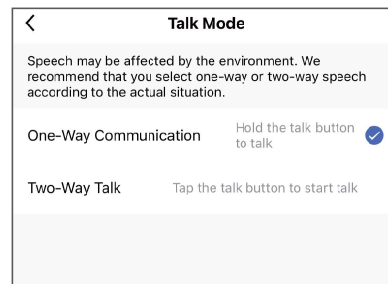 Talk Mode
Speech may be affected by the environment. We
recommend that you select one-way or two-way speech
according to the actual situation.
One-Way Communication
Hold the talk button
to talk
Two-Way Talk
Tap the talk button to start talk